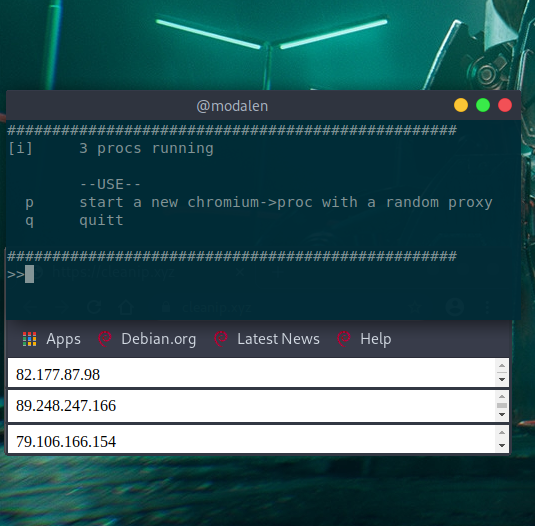 @modalen
##################################################
[i] 3 procs running
--USE--
p start a new chromium->proc with a random proxy
q quitt
##################################################
>>
Apps Debian.org Latest News Help
82.177.87.98
89.248.247.166
79.106.166.154